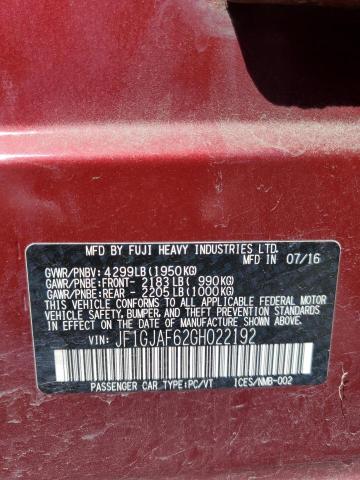 MFD BY FUJI HEAVY INDUSTRIES LTD.
MFD IN 07/16
GVWR/PNBV: 4299LB(1950KG)
GAWR/PNBE:FRONT- 2183LB( 990KG)
GAWR/PNBE:REAR - 2205LB(1000KG)
THIS VEHICLE CONFORMS TO ALL APPLICABLE FEDERAL MOTOR
VEHICLE SAFETY, BUMPER, AND THEFT PREVENTION STANDARDS
IN EFFECT ON THE DATE OF MANUFACTURE SHOWN ABOVE.
VIN: JF1GJAF62GH022192
PASSENGER CAR TYPE:PC/VT ICES/NMB-002